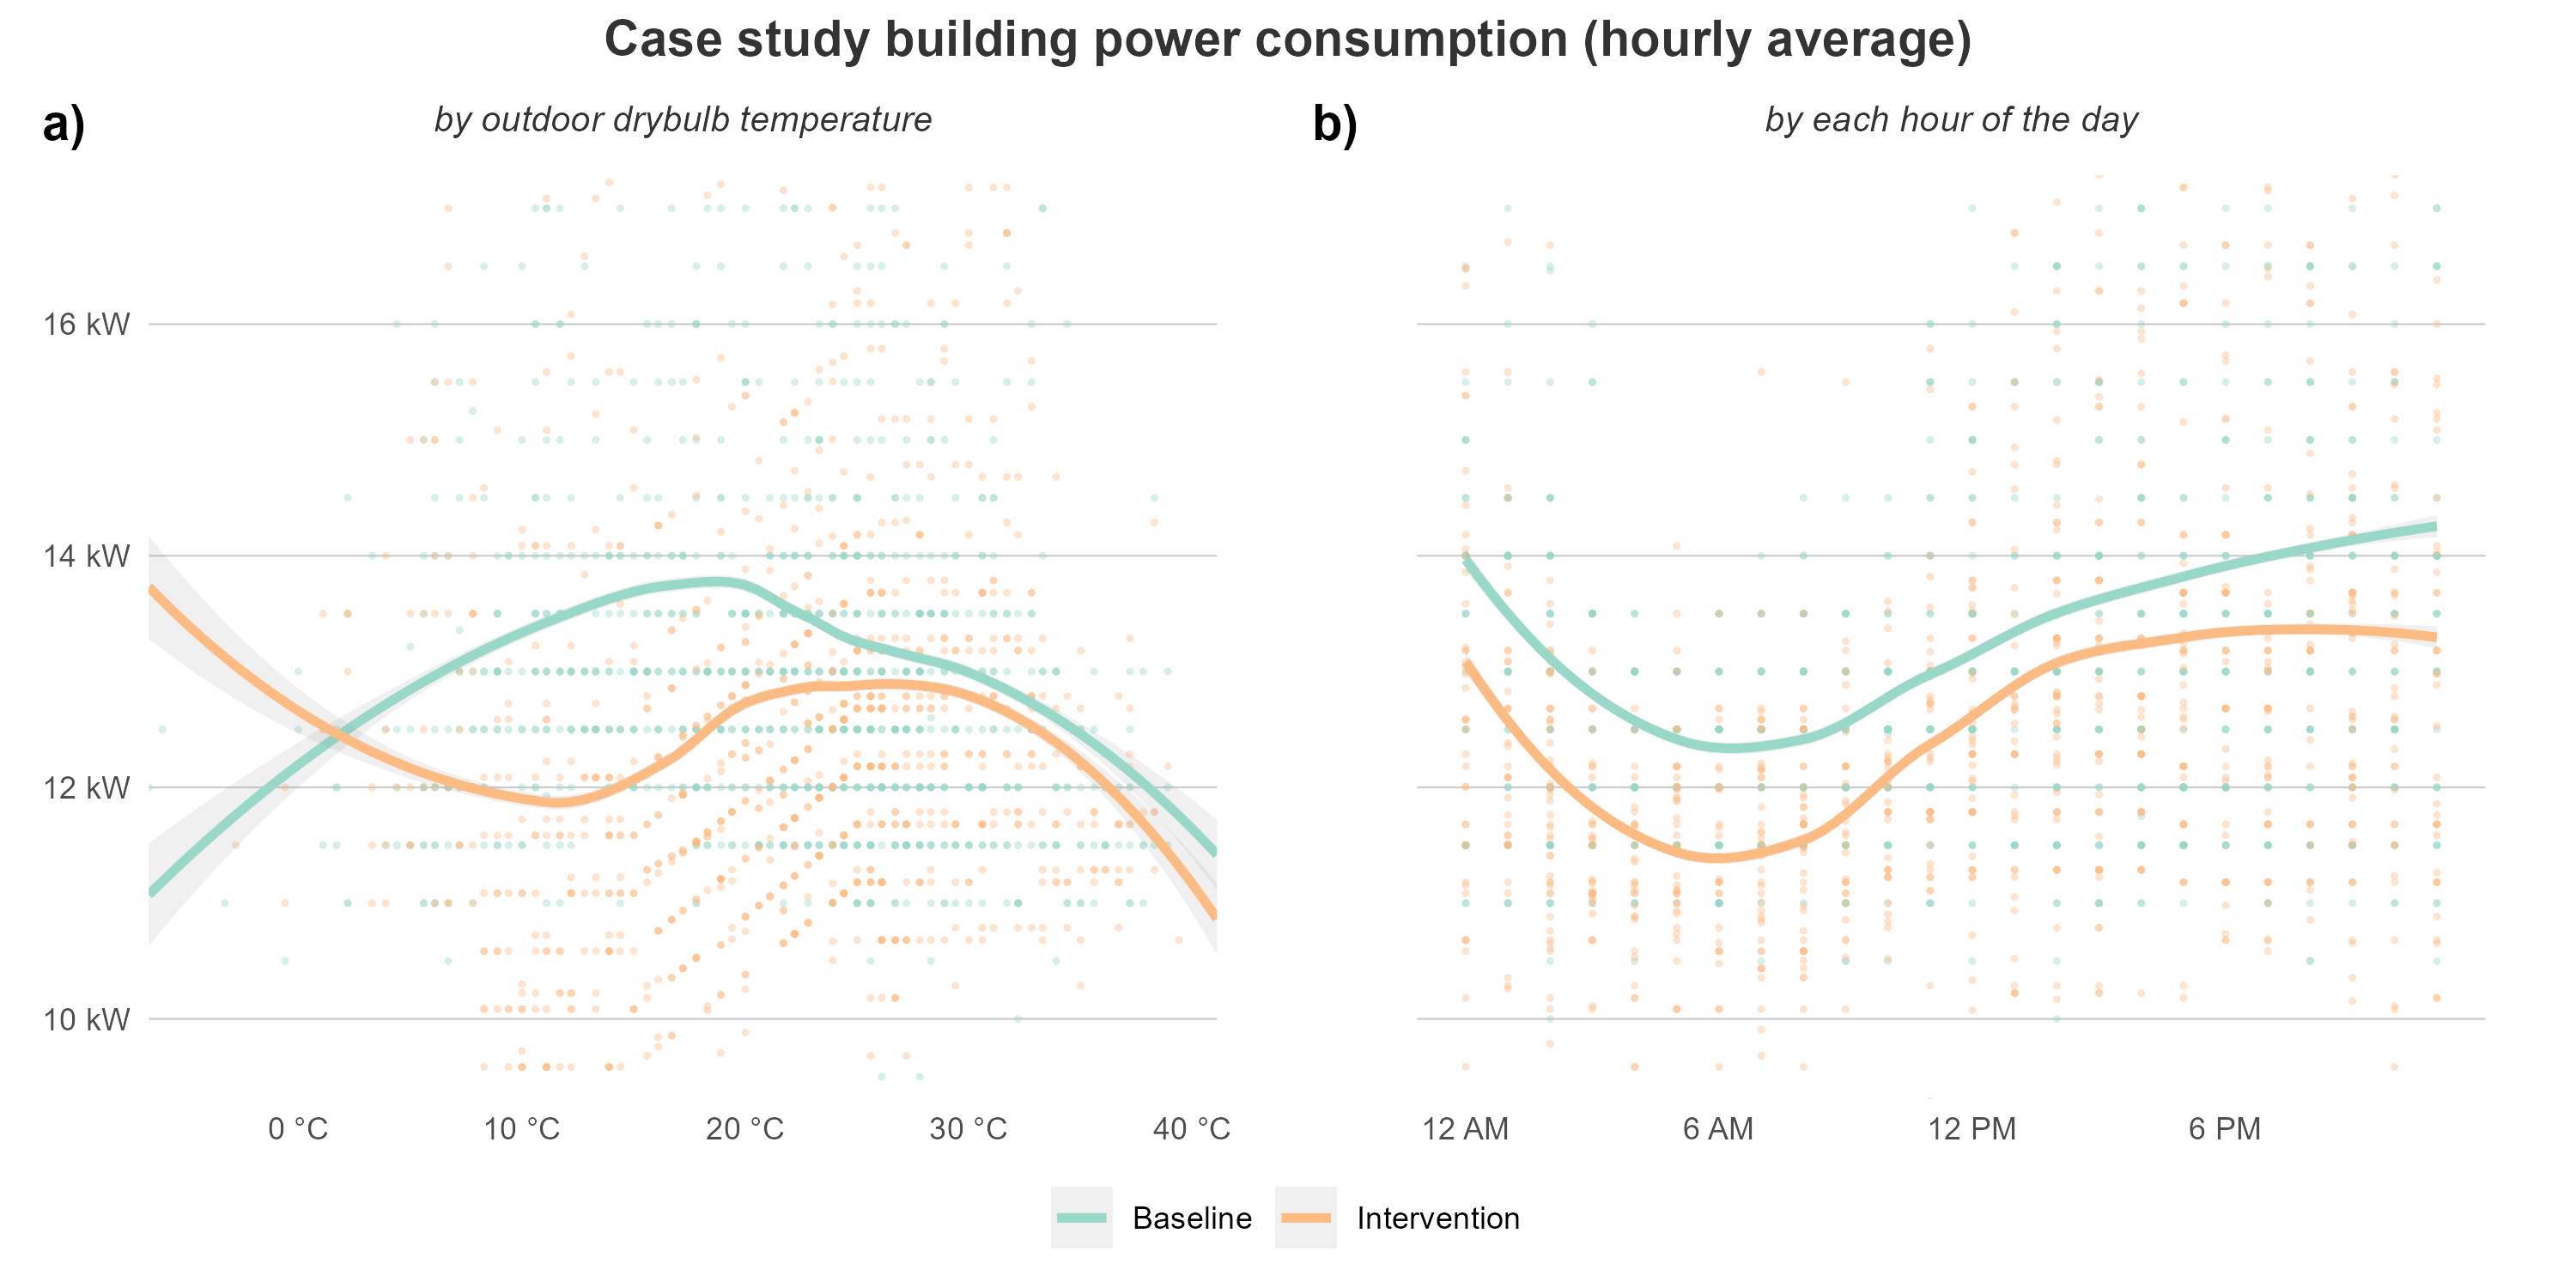 Case study building power consumption (hourly average)
a)
by outdoor drybulb temperature
b)
by each hour of the day
16 kW
14 kW
12 kW
10 kW
0 °C
10 °C
20 °C
30 °C
40 °C
12 AM
6 AM
12 PM
6 PM
Baseline
Intervention